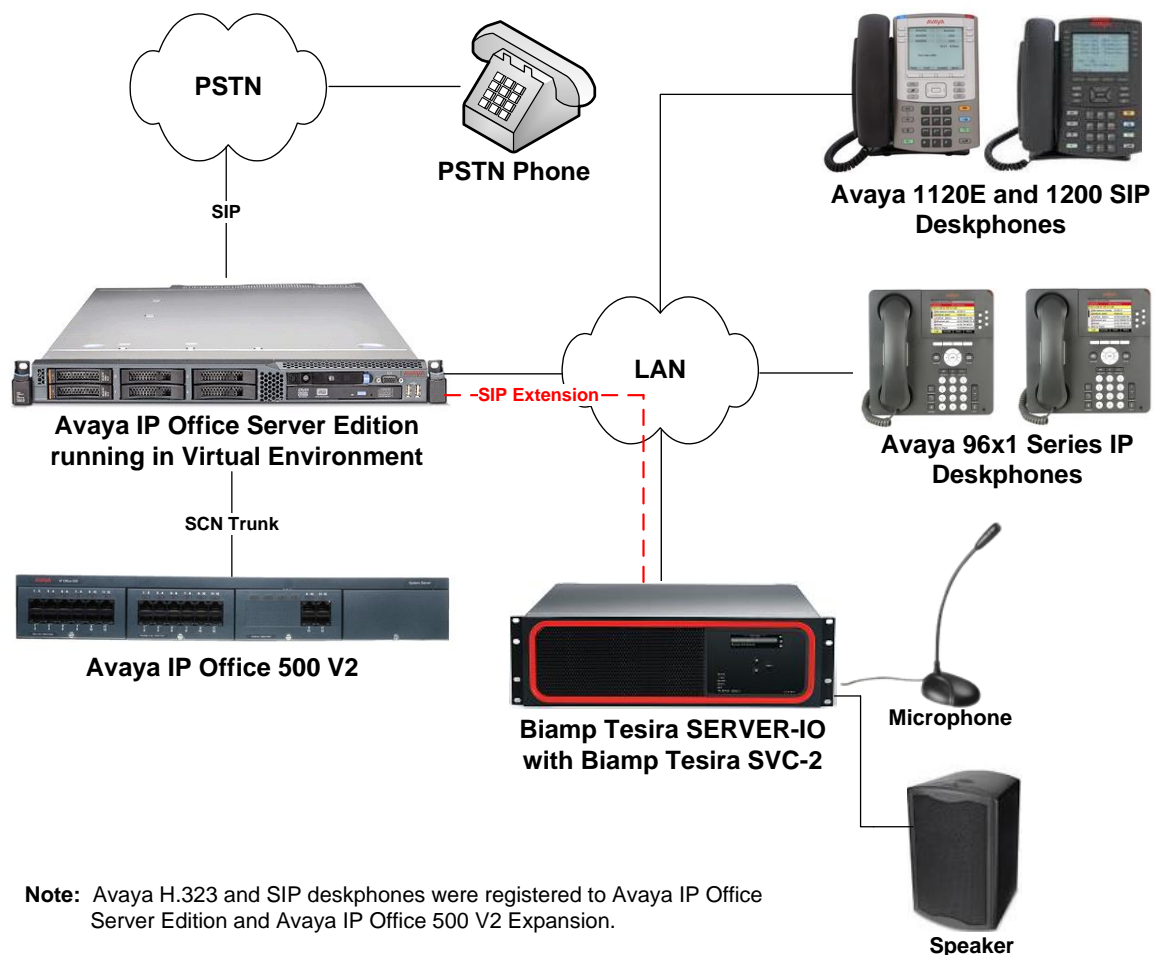 PSTN
PSTN Phone
AVAYA
Avaya 1120E and 1200 SIP
Deskphones
SIP
LAN
SIP Extension
Avaya IP Office Server Edition
running in Virtual Environment
Avaya 96x1 Series IP
Deskphones
SCN Trunk
AVAYA
Avaya IP Office 500 V2
Biamp Tesira SERVER-IO
with Biamp Tesira SVC-2
Microphone
Speaker
Note: Avaya H.323 and SIP deskphones were registered to Avaya IP Office
Server Edition and Avaya IP Office 500 V2 Expansion.